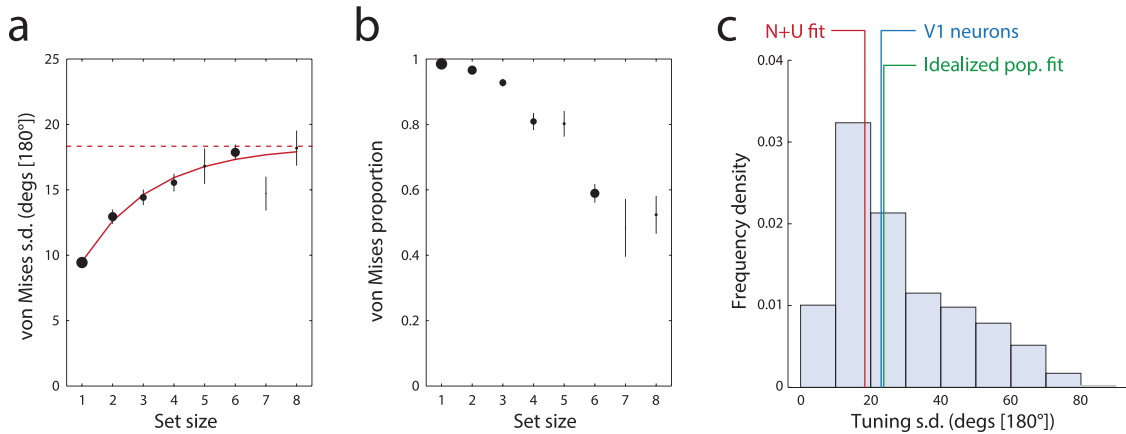 a
25
20
15
10
5
0
1 2 3 4 5 6 7 8
Set size
von Mises s.d. (degs [180°])
b
1
0.8
0.6
0.4
0.2
0
1 2 3 4 5 6 7 8
Set size
von Mises proportion
c
N+U fit
V1 neurons
Idealized pop. fit
0.04
0.03
0.02
0.01
0
0 20 40 60 80
Tuning s.d. (degs [180°])
Frequency density